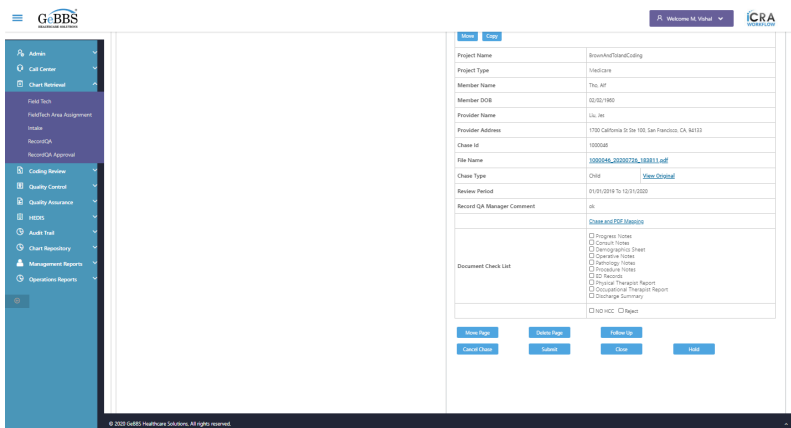 GeBBS
HEALTHCARE SOLUTIONS
Welcome M, Vishal
iCRA
WORKFLOW
Admin
Call Center
Chart Retrieval
Field Tech
FieldTech Area Assignment
Intake
RecordQA
RecordQA Approval
Coding Review
Quality Control
Quality Assurance
HEDIS
Audit Trail
Chart Repository
Management Reports
Operations Reports
Move Copy
Project Name BrownAndTolandCoding
Project Type Medicare
Member Name Tho, Alf
Member DOB 02/02/1960
Provider Name Liu, Jas
Provider Address 1700 California St Ste 100, San Francisco, CA, 94133
Chase Id 1000046
File Name 1000046_20200726_183811.pdf
Chase Type Child View Original
Review Period 01/01/2019 To 12/31/2020
Record QA Manager Comment ok
Chase and PDF Mapping
Document Check List
Progress Notes
Consult Notes
Demographics Sheet
Operative Notes
Pathology Notes
Procedure Notes
ED Records
Physical Therapist Report
Occupational Therapist Report
Discharge Summary
NO HCC Reject
Move Page Delete Page Follow Up
Cancel Chase Submit Close Hold
© 2020 GeBBS Healthcare Solutions, All rights reserved.